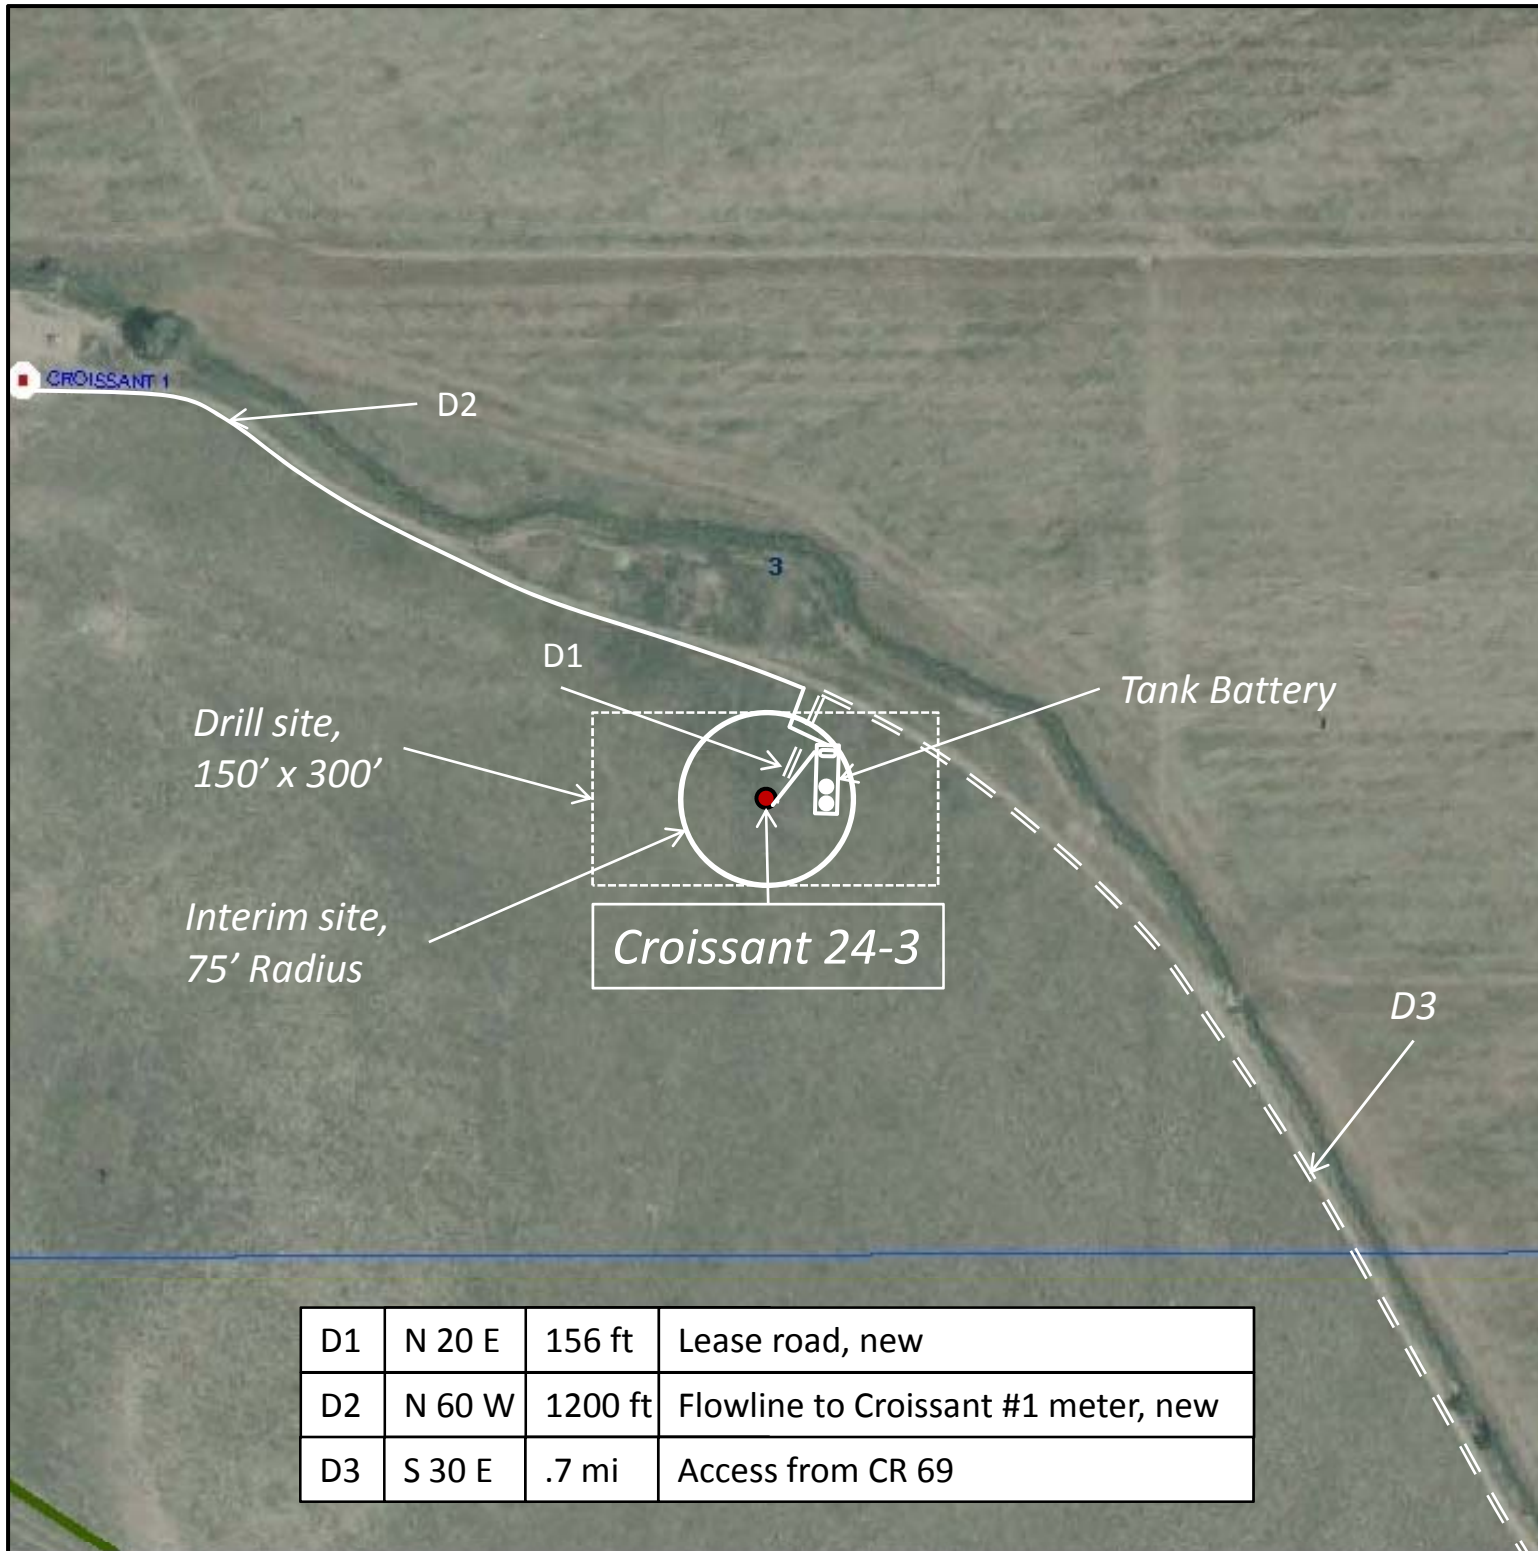 CROISSANT 1
D2
3
D1
Tank Battery
Drill site,
150’ x 300’
Interim site,
75’ Radius
Croissant 24-3
D3
D1 N 20 E 156 ft Lease road, new
D2 N 60 W 1200 ft Flowline to Croissant #1 meter, new
D3 S 30 E .7 mi Access from CR 69